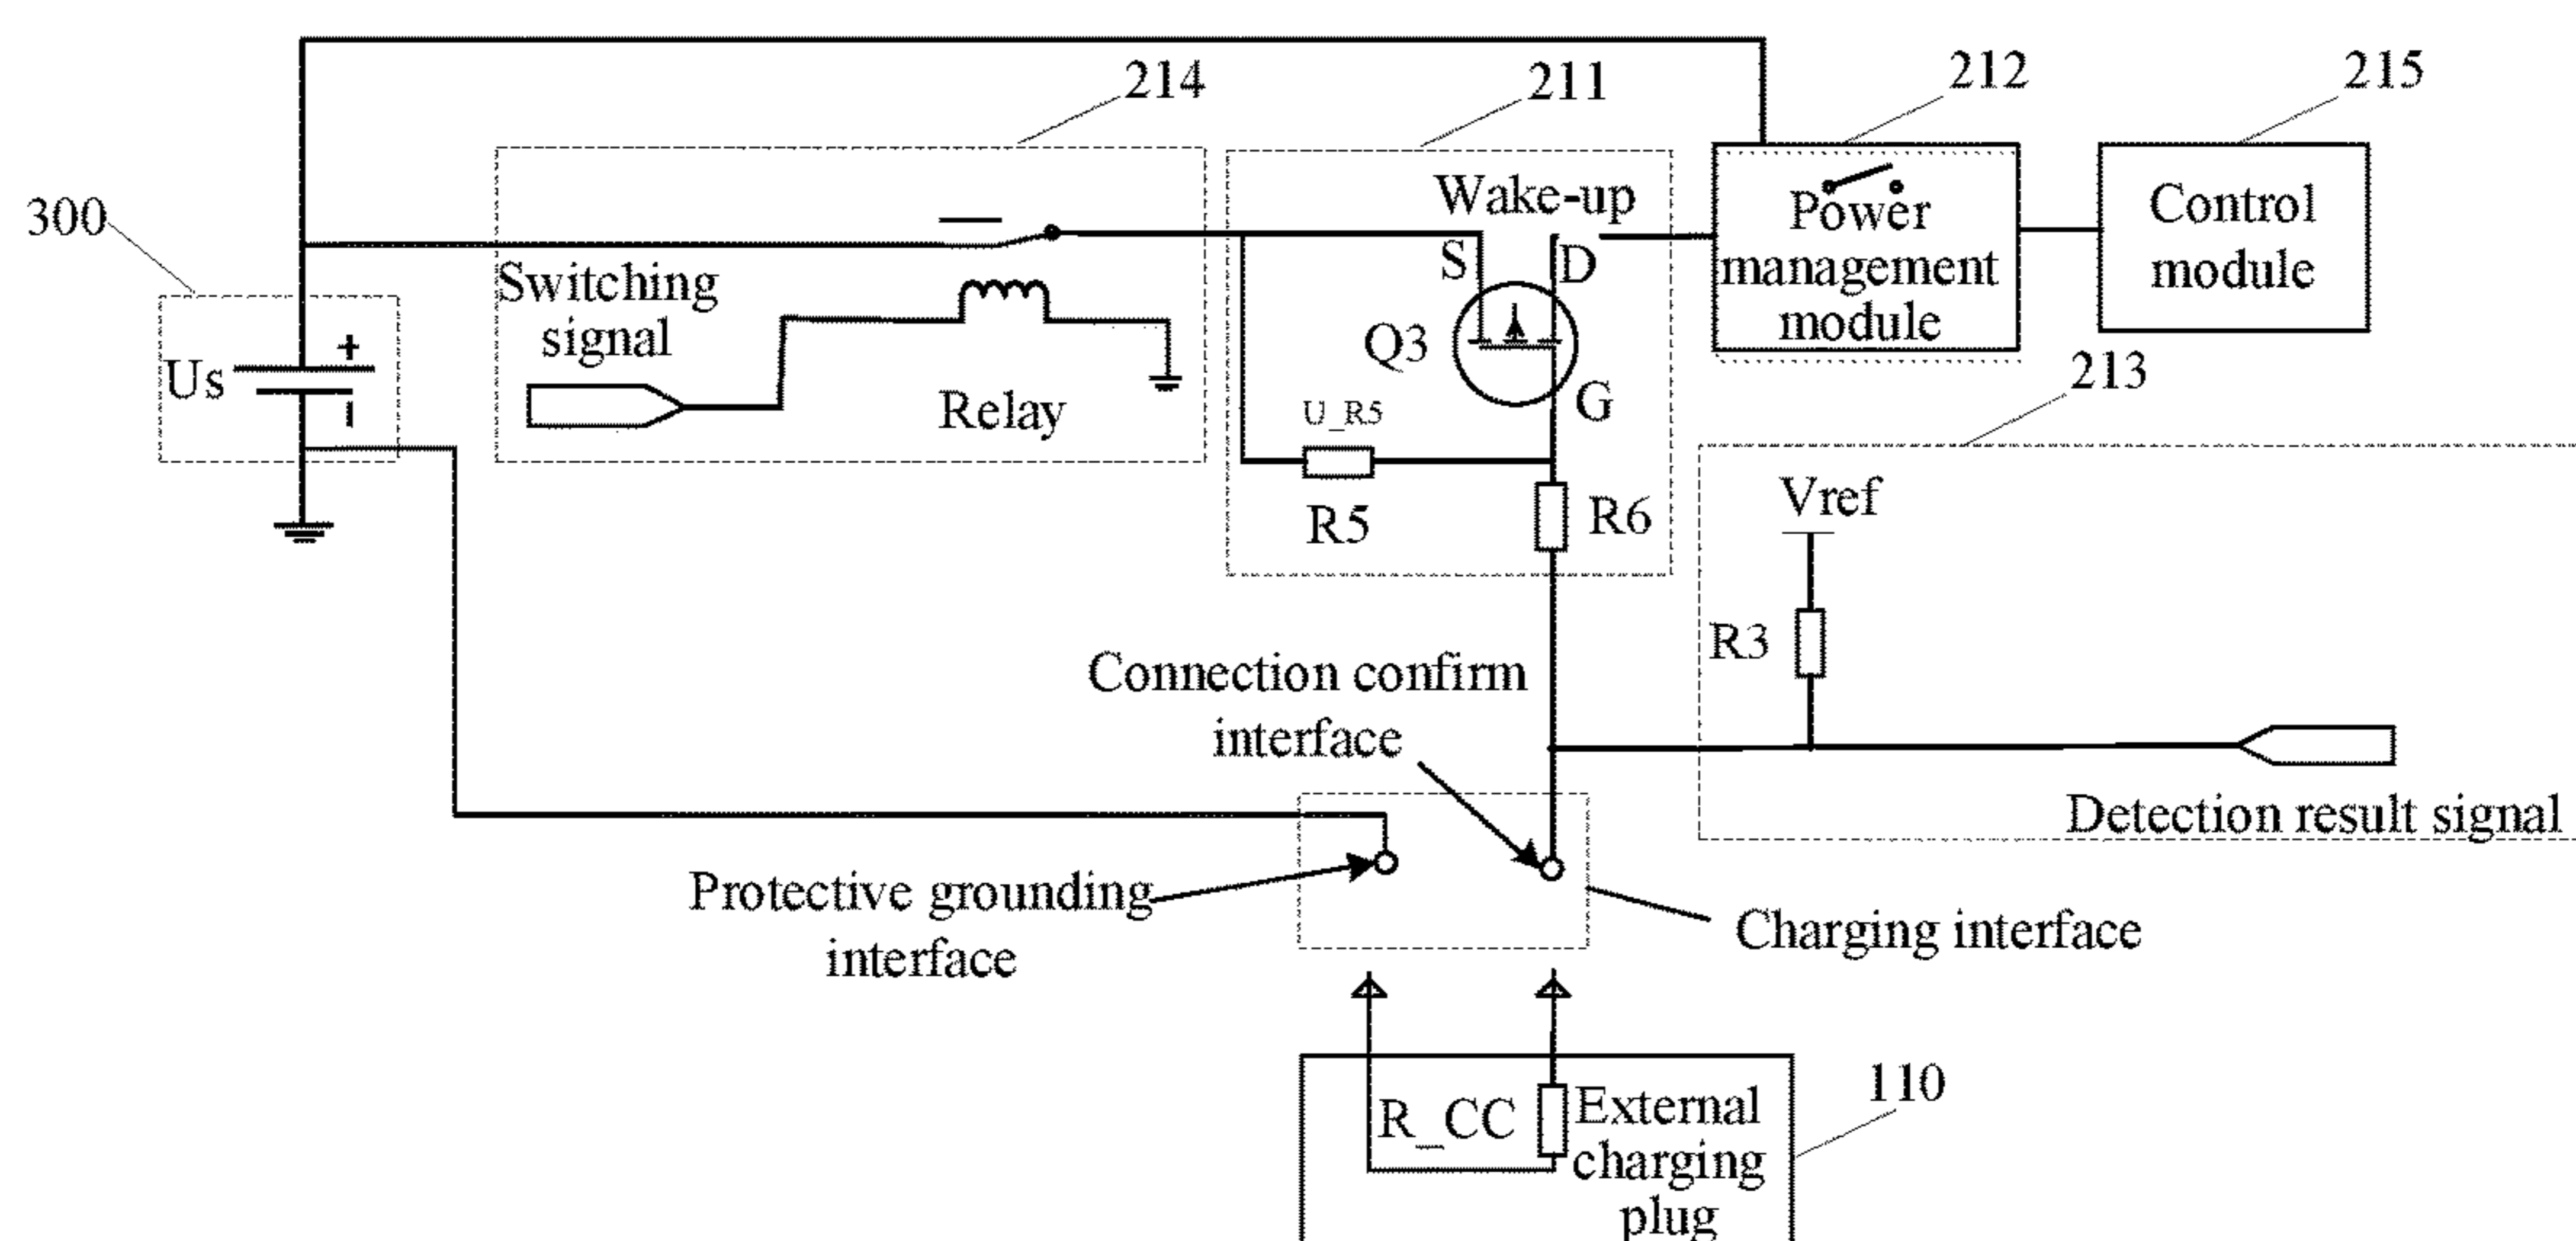 214
211
212
215
300
Wake-up
S
D
Power
management
module
Control
module
Switching
signal
Us
+
Relay
Q3
G
U_R5
R5
R6
213
Vref
R3
Connection confirm
interface
Detection result signal
Protective grounding
interface
Charging interface
R_CC
External
charging
plug
110